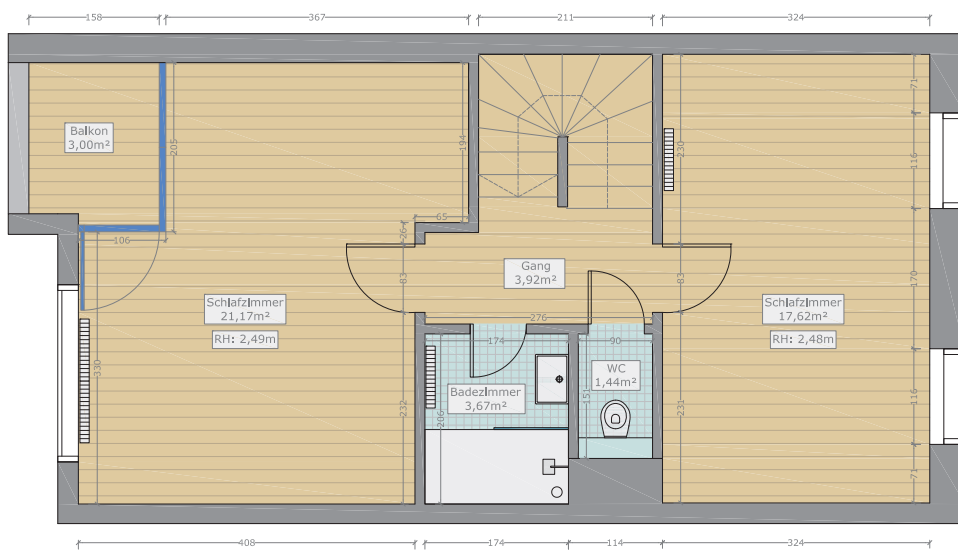 158
367
211
324
Balkon
3,00m²
205
194
230
71
116
65
26
106
83
Gang
3,92m²
83
170
Schlafzimmer
21,17m²
RH: 2,49m
Schlafzimmer
17,62m²
RH: 2,48m
276
174
90
330
232
206
Badezimmer
3,67m²
WC
1,44m²
151
231
116
71
408
174
114
324